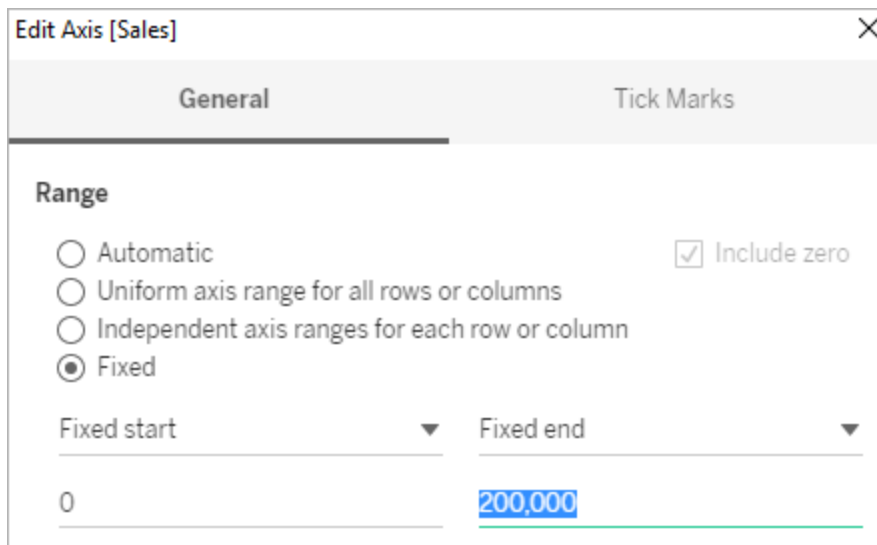 Edit Axis [Sales]
General Tick Marks
Range
Automatic Include zero
Uniform axis range for all rows or columns
Independent axis ranges for each row or column
Fixed
Fixed start Fixed end
0 200,000